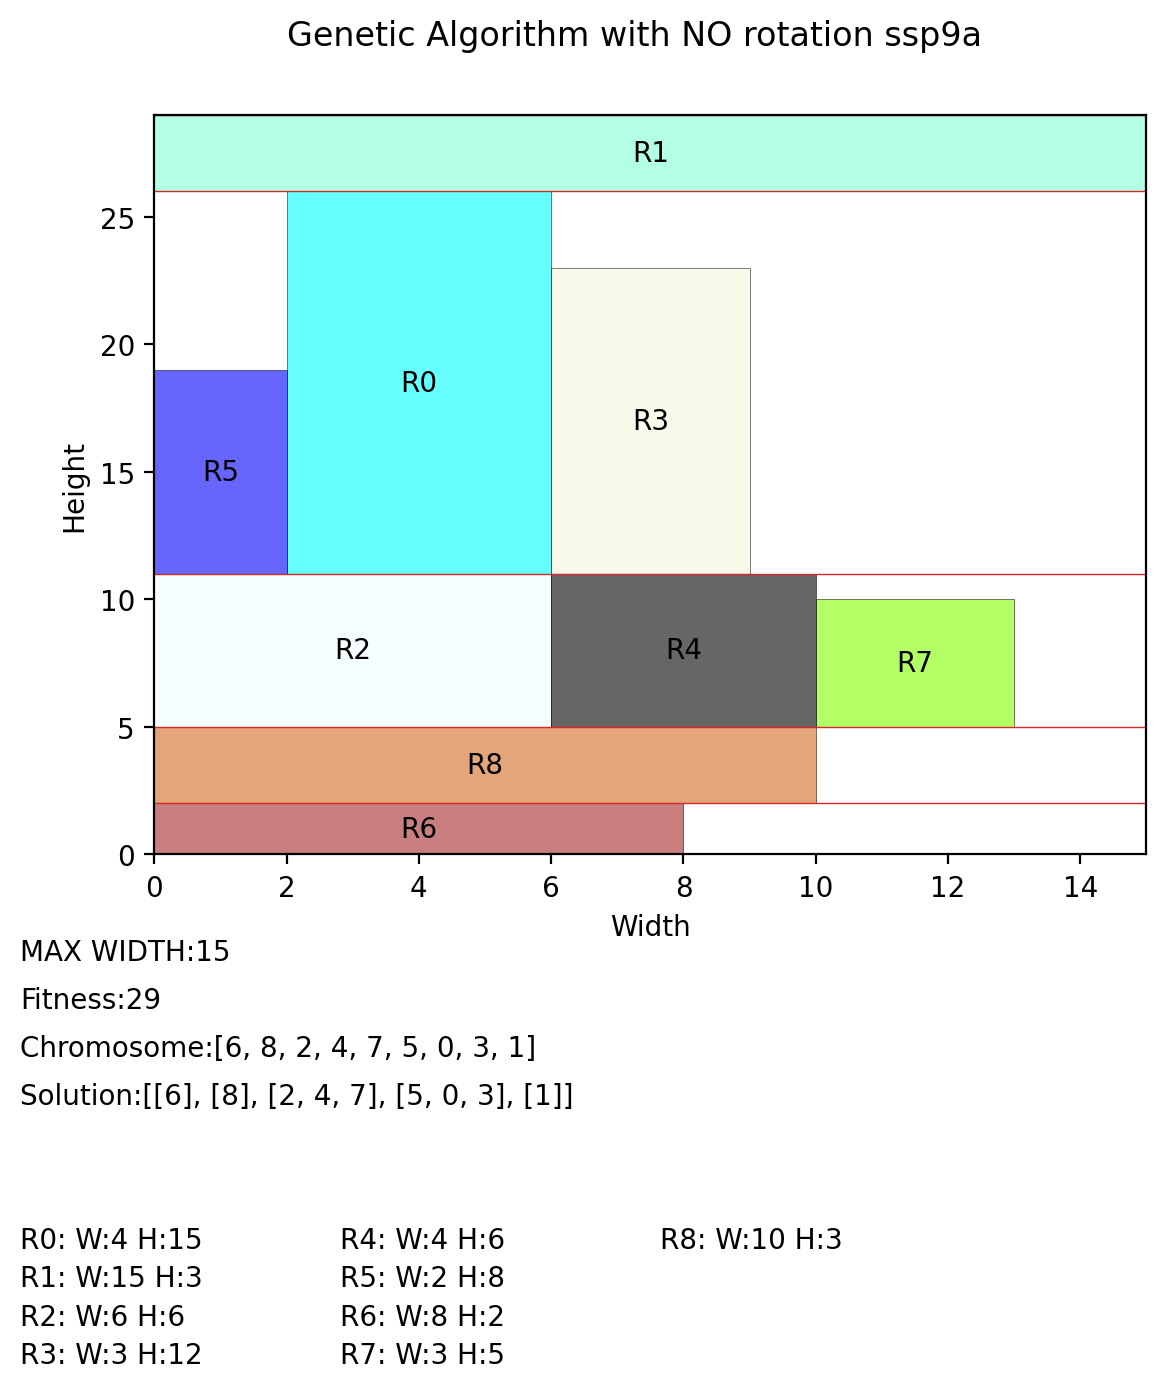 Genetic Algorithm with NO rotation ssp9a
R1
25
R0
20
R3
Height
R5
15
10
R2
R4
R7
5
R8
R6
0
0 2 4 6 8 10 12 14
Width
MAX WIDTH:15
Fitness:29
Chromosome:[6, 8, 2, 4, 7, 5, 0, 3, 1]
Solution:[[6], [8], [2, 4, 7], [5, 0, 3], [1]]
R0: W:4 H:15 R4: W:4 H:6 R8: W:10 H:3
R1: W:15 H:3 R5: W:2 H:8
R2: W:6 H:6 R6: W:8 H:2
R3: W:3 H:12 R7: W:3 H:5